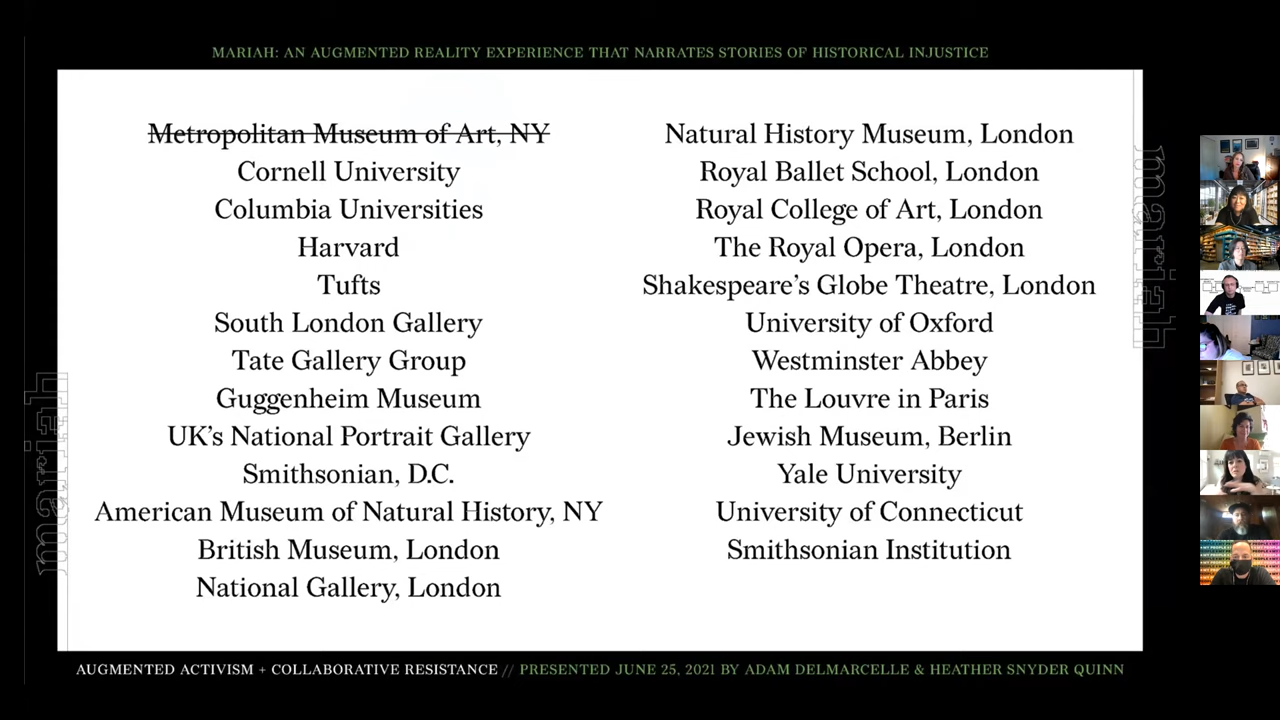 MARIAH: AN AUGMENTED REALITY EXPERIENCE THAT NARRATES STORIES OF HISTORICAL INJUSTICE
Metropolitan Museum of Art, NY
Cornell University
Columbia Universities
Harvard
Tufts
South London Gallery
Tate Gallery Group
Guggenheim Museum
UK’s National Portrait Gallery
Smithsonian, D.C.
American Museum of Natural History, NY
British Museum, London
National Gallery, London
Natural History Museum, London
Royal Ballet School, London
Royal College of Art, London
The Royal Opera, London
Shakespeare’s Globe Theatre, London
University of Oxford
Westminster Abbey
The Louvre in Paris
Jewish Museum, Berlin
Yale University
University of Connecticut
Smithsonian Institution
mariah
mariah
AUGMENTED ACTIVISM + COLLABORATIVE RESISTANCE // PRESENTED JUNE 25, 2021 BY ADAM DELMARCELLE & HEATHER SNYDER QUINN